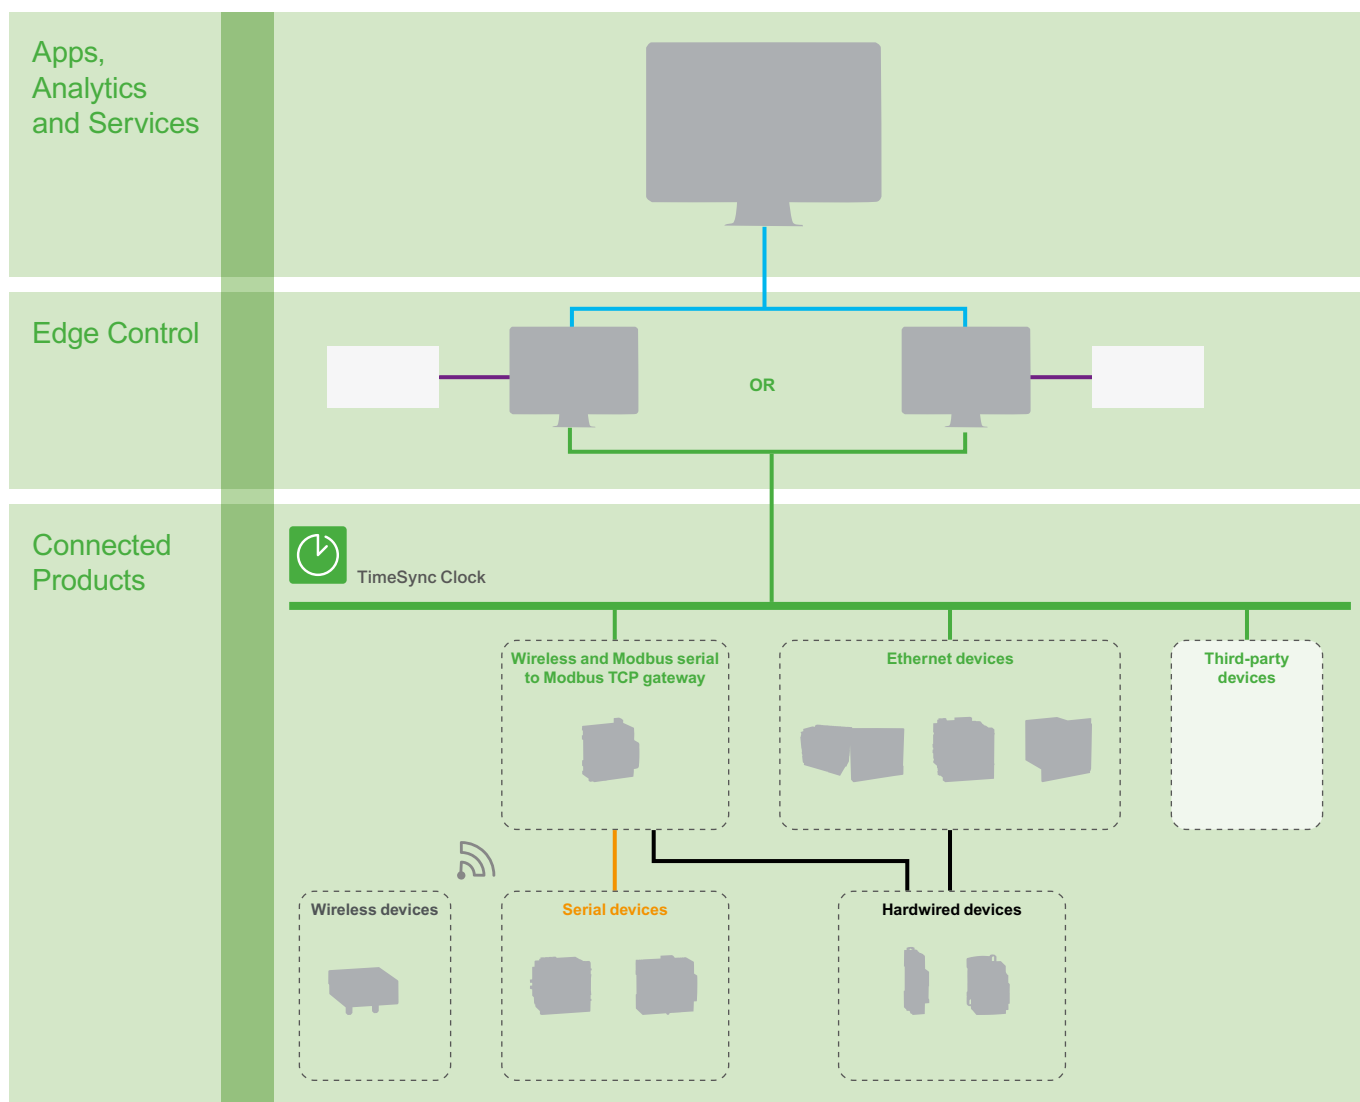 Apps,
Analytics
and Services
Edge Control
OR
Connected
Products
TimeSync Clock
Wireless and Modbus serial
to Modbus TCP gateway
Ethernet devices
Third-party
devices
Wireless devices
Serial devices
Hardwired devices